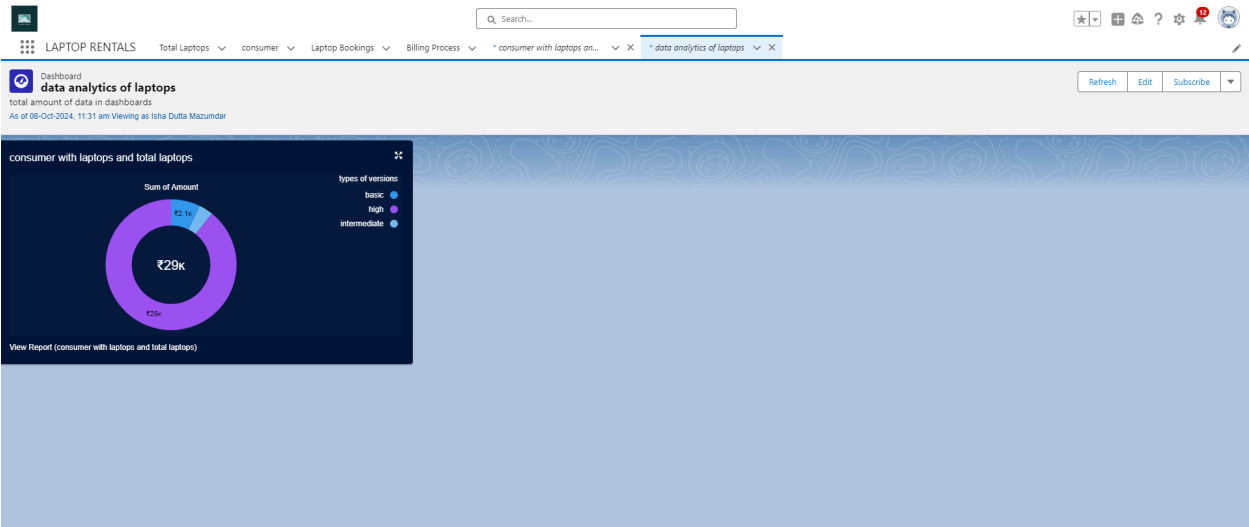 Search...
12
LAPTOP RENTALS Total Laptops consumer Laptop Bookings Billing Process * consumer with laptops an... * data analytics of laptops
Dashboard
data analytics of laptops
total amount of data in dashboards
As of 08-Oct-2024, 11:31 am·Viewing as Isha Dutta Mazumdar
Refresh Edit Subscribe
consumer with laptops and total laptops
Sum of Amount
types of versions
basic
high
intermediate
₹2.1K
₹29K
₹26K
View Report (consumer with laptops and total laptops)